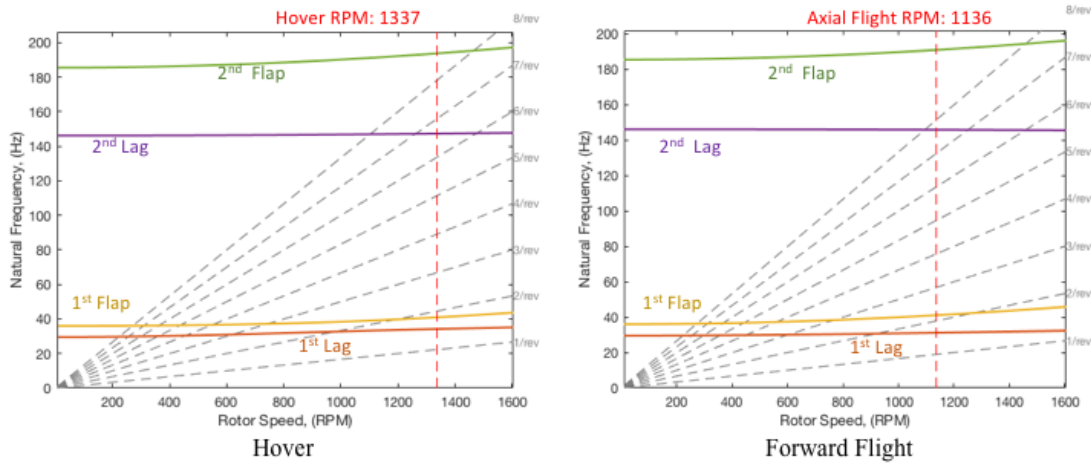 Hover RPM: 1337
8/rev
200
2nd Flap
7/rev
180
160
6/rev
2nd Lag
140
5/rev
120
100
4/rev
80
3/rev
60
1st Flap
2/rev
40
1st Lag
1/rev
20
0
200 400 600 800 1000 1200 1400 1600
Natural Frequency, (Hz)
Rotor Speed, (RPM)
Hover
Axial Flight RPM: 1136
8/rev
200
2nd Flap
7/rev
180
160
6/rev
2nd Lag
140
5/rev
120
4/rev
100
80
3/rev
60
1st Flap
2/rev
40
1st Lag
1/rev
20
0
200 400 600 800 1000 1200 1400 1600
Natural Frequency, (Hz)
Rotor Speed, (RPM)
Forward Flight